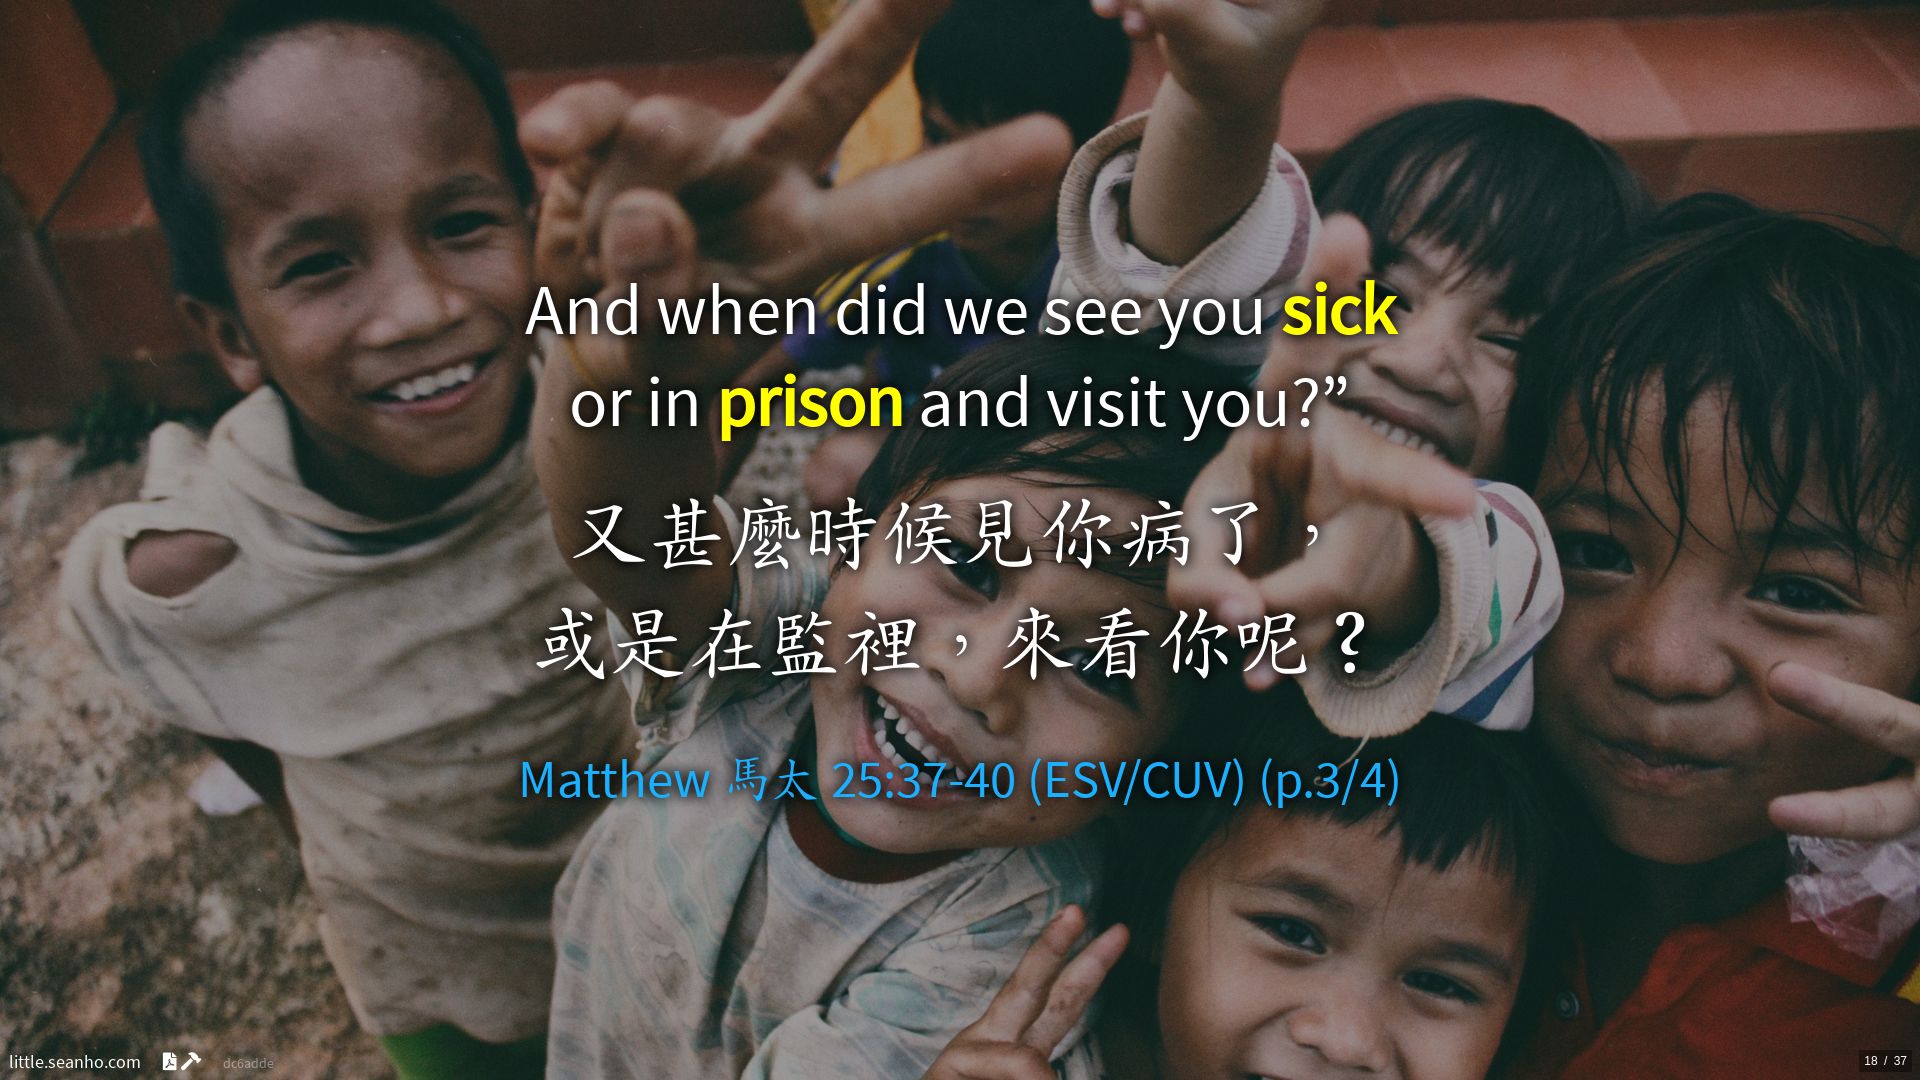 And when did we see you sick
or in prison and visit you?”
又甚麼時候見你病了，
或是在監裡，來看你呢？
Matthew 馬太 25:37-40 (ESV/CUV) (p.3/4)
little.seanho.com dc6adde
18 / 37